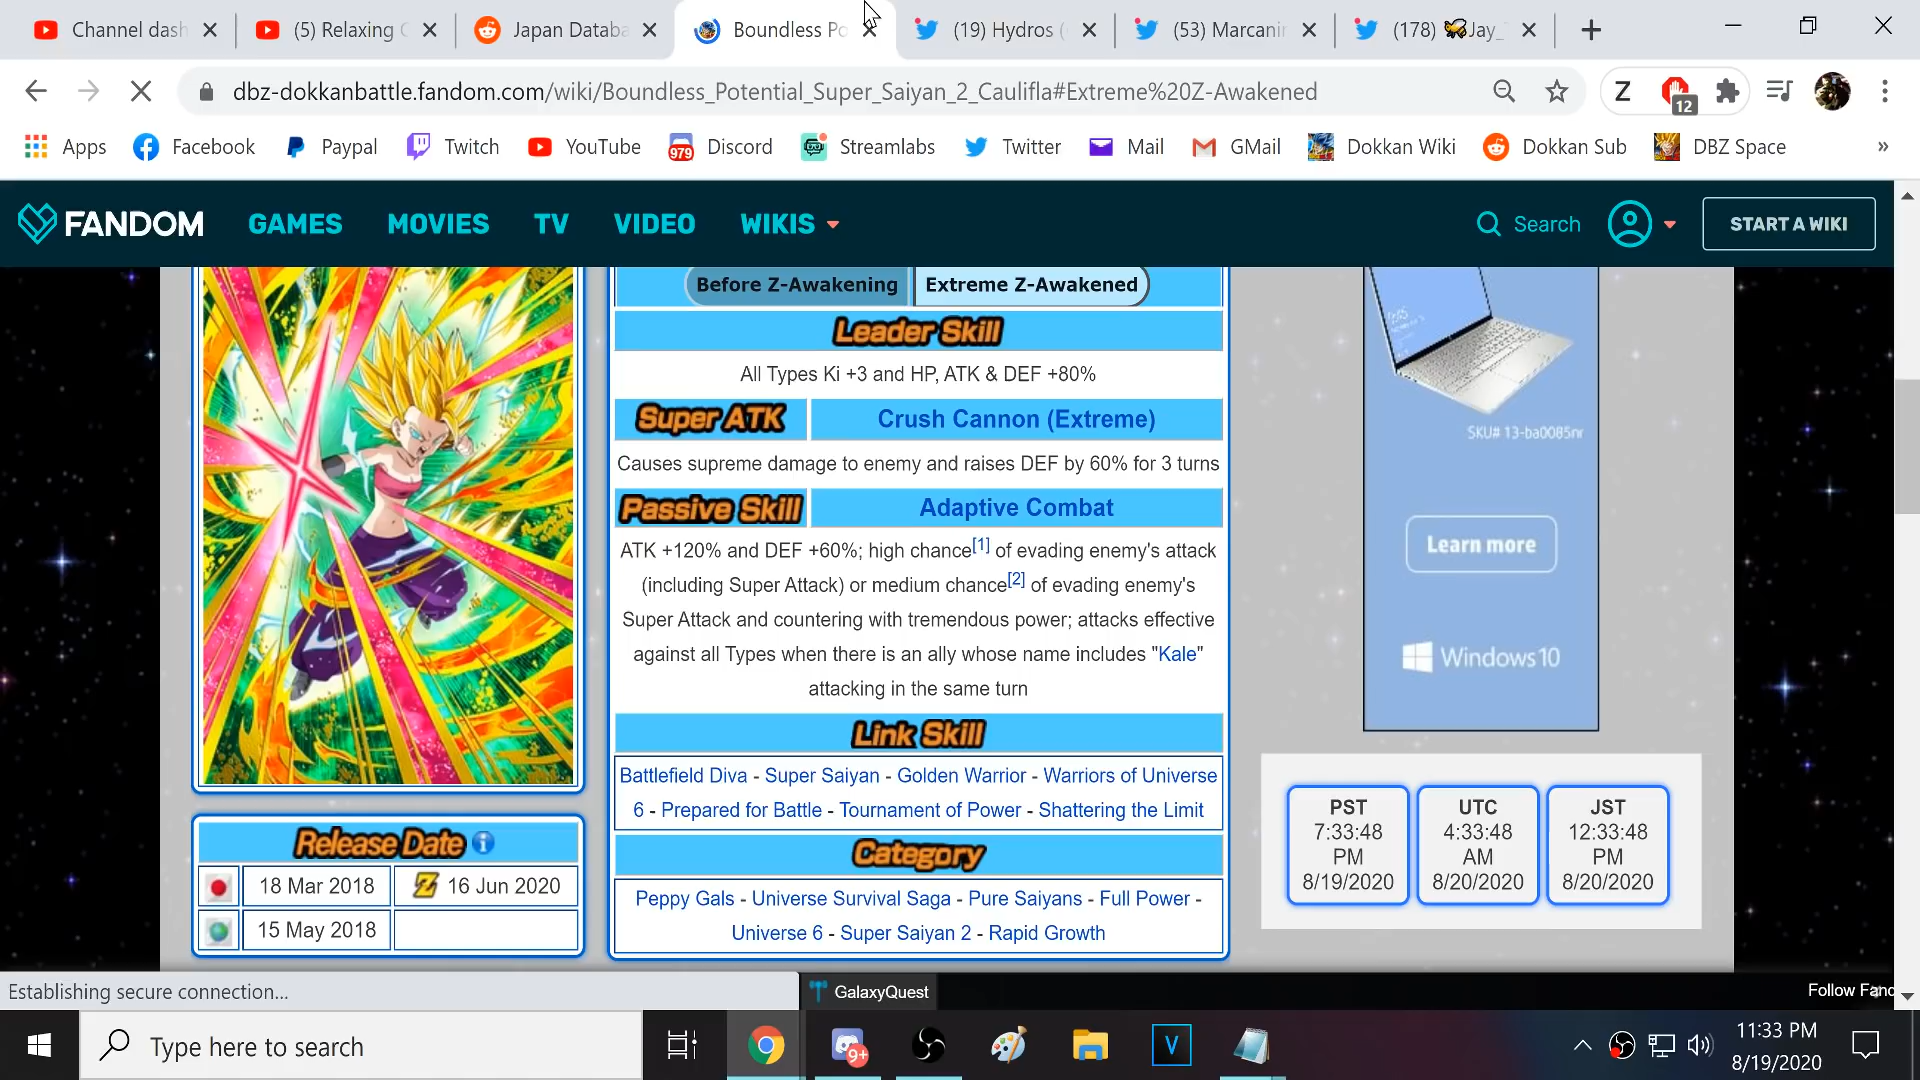 Channel dash
(5) Relaxing G
Japan Databa
Boundless Po
(19) Hydros (
(53) Marcanin
(178) 🐝Jay_
dbz-dokkanbattle.fandom.com/wiki/Boundless_Potential_Super_Saiyan_2_Caulifla#Extreme%20Z-Awakened
Z
12
Apps
Facebook
Paypal
Twitch
YouTube
979
Discord
Streamlabs
Twitter
Mail
GMail
Dokkan Wiki
Dokkan Sub
DBZ Space
»
FANDOM
GAMES
MOVIES
TV
VIDEO
WIKIS
Search
START A WIKI
Before Z-Awakening
Extreme Z-Awakened
Leader Skill
All Types Ki +3 and HP, ATK & DEF +80%
Super ATK
Crush Cannon (Extreme)
Causes supreme damage to enemy and raises DEF by 60% for 3 turns
Passive Skill
Adaptive Combat
ATK +120% and DEF +60%; high chance[1] of evading enemy's attack
(including Super Attack) or medium chance[2] of evading enemy's
Super Attack and countering with tremendous power; attacks effective
against all Types when there is an ally whose name includes "Kale"
attacking in the same turn
Link Skill
Battlefield Diva - Super Saiyan - Golden Warrior - Warriors of Universe
6 - Prepared for Battle - Tournament of Power - Shattering the Limit
Category
Peppy Gals - Universe Survival Saga - Pure Saiyans - Full Power -
Universe 6 - Super Saiyan 2 - Rapid Growth
Release Date
18 Mar 2018
Z 16 Jun 2020
15 May 2018
SKU# 13-ba0085nr
Learn more
Windows 10
PST
7:33:48
PM
8/19/2020
UTC
4:33:48
AM
8/20/2020
JST
12:33:48
PM
8/20/2020
Establishing secure connection...
GalaxyQuest
Follow Fand
Type here to search
9+
V
11:33 PM
8/19/2020